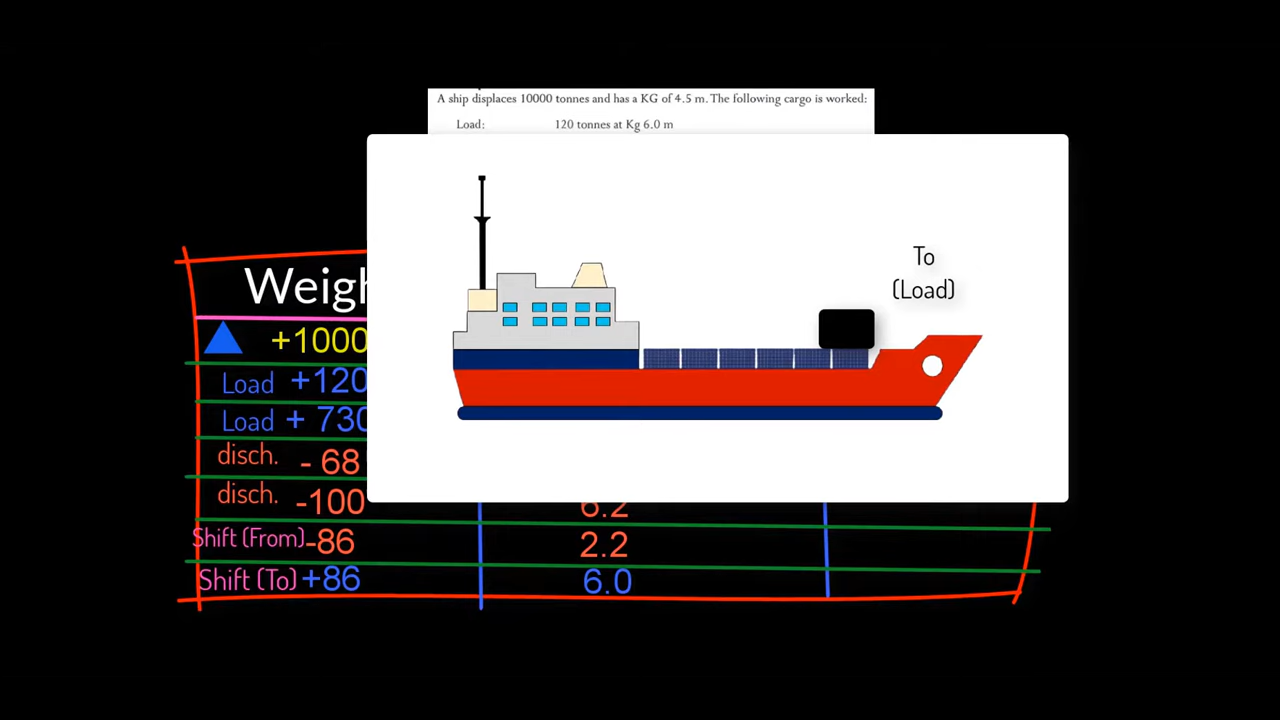 A ship displaces 10000 tonnes and has a KG of 4.5 m. The following cargo is worked:
Load: 120 tonnes at Kg 6.0 m
To
(Load)
Weigh
+1000
Load +120
Load + 730
disch. - 68
disch. -100 6.2
Shift (From) -86 2.2
Shift (To) +86 6.0